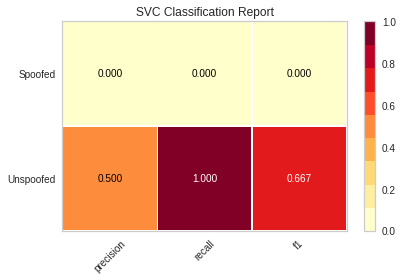 SVC Classification Report
Spoofed 0.000 0.000 0.000
Unspoofed 0.500 1.000 0.667
precision recall f1
1.0
0.8
0.6
0.4
0.2
0.0